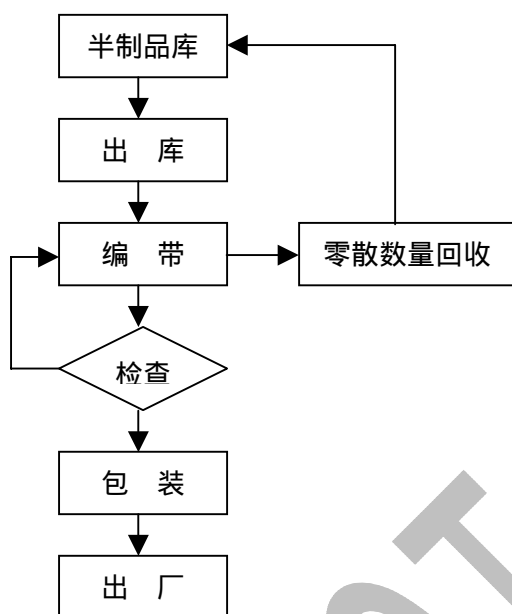 半制品库
出 库
编 带
零散数量回收
检查
包 装
出 厂